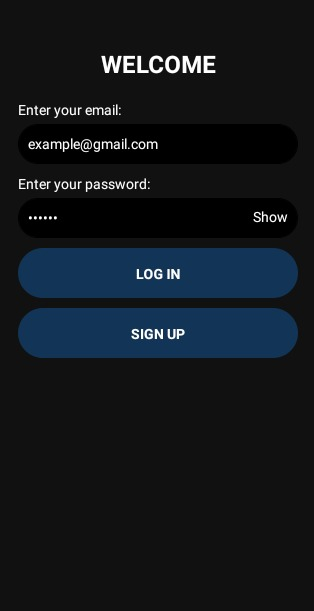 WELCOME
Enter your email:
example@gmail.com
Enter your password:
•••••• Show
LOG IN
SIGN UP